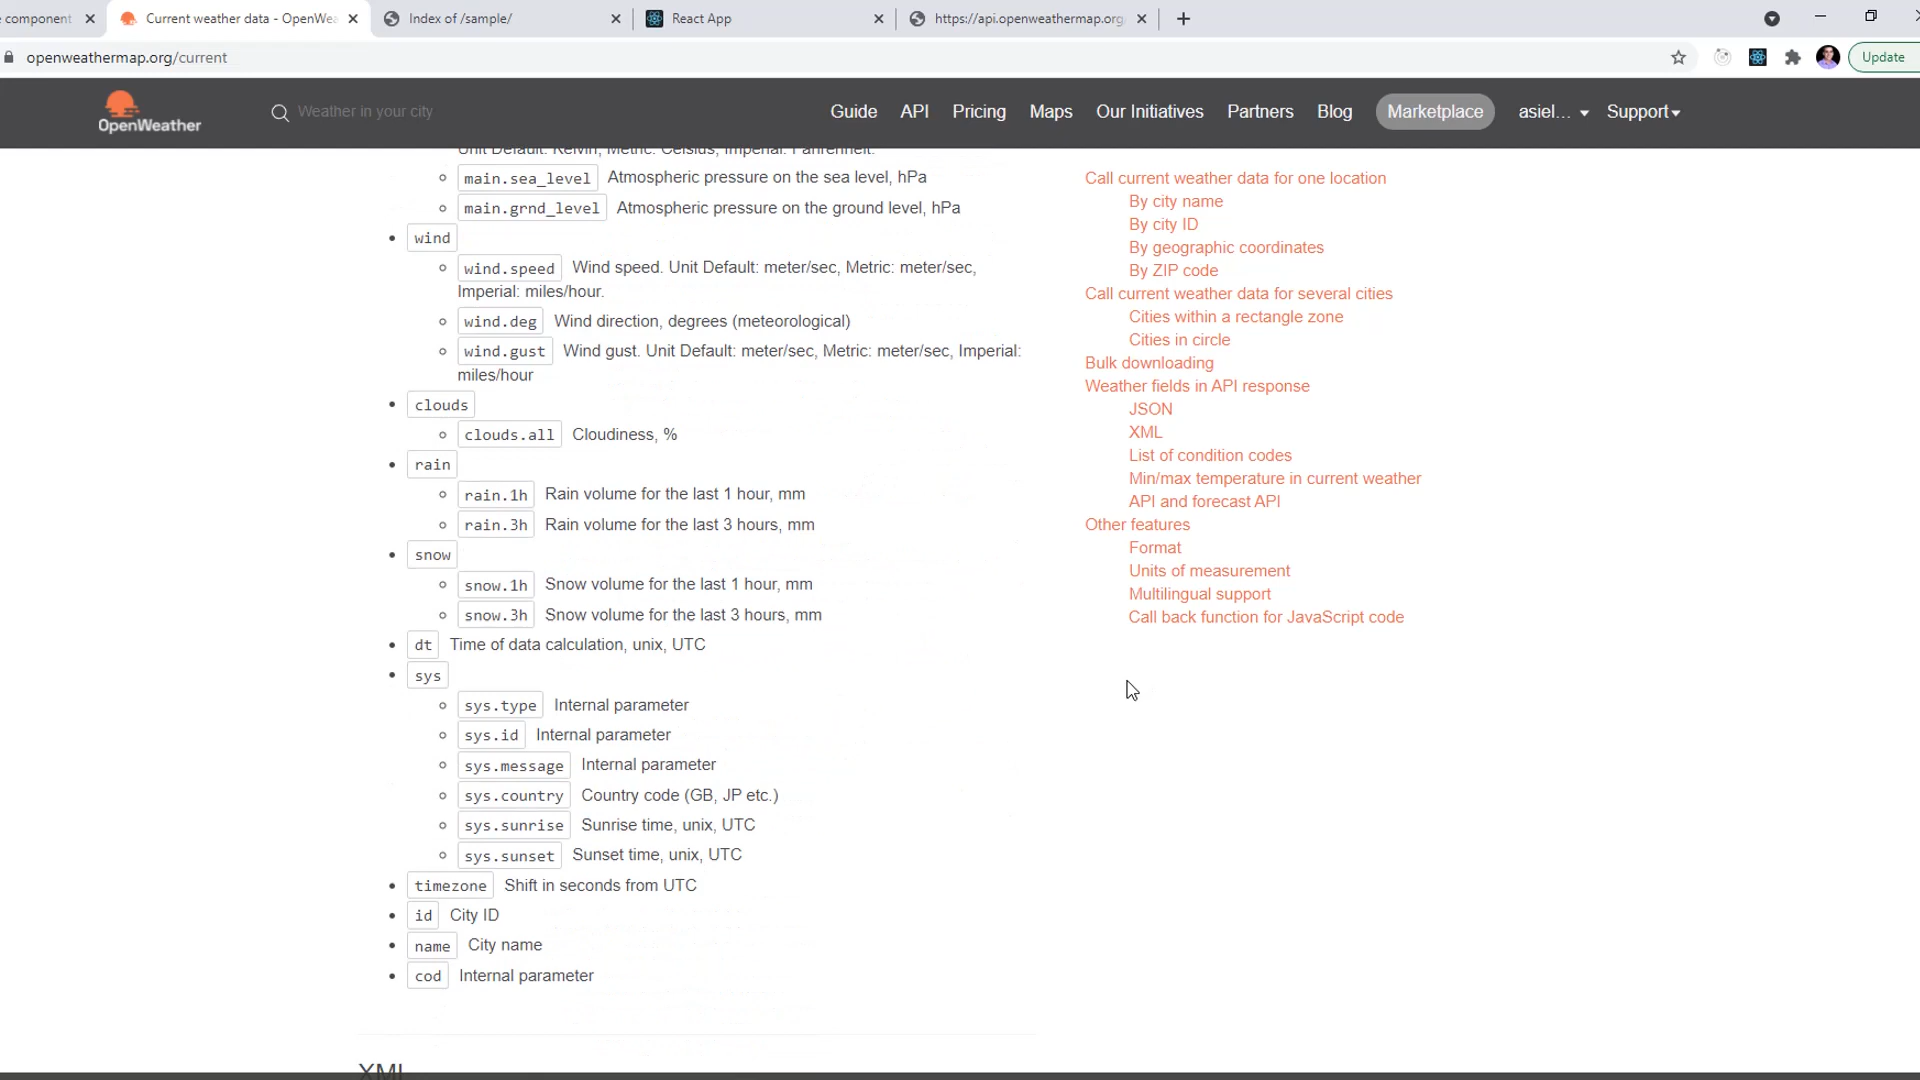 component
Current weather data - OpenWea
Index of /sample/
React App
https://api.openweathermap.org
openweathermap.org/current
Update
OpenWeather
Weather in your city
Guide
API
Pricing
Maps
Our Initiatives
Partners
Blog
Marketplace
asiel...
Support
Unit Default: Kelvin, Metric: Celsius, Imperial: Fahrenheit.
main.sea_level Atmospheric pressure on the sea level, hPa
main.grnd_level Atmospheric pressure on the ground level, hPa
wind
wind.speed Wind speed. Unit Default: meter/sec, Metric: meter/sec,
Imperial: miles/hour.
wind.deg Wind direction, degrees (meteorological)
wind.gust Wind gust. Unit Default: meter/sec, Metric: meter/sec, Imperial:
miles/hour
clouds
clouds.all Cloudiness, %
rain
rain.1h Rain volume for the last 1 hour, mm
rain.3h Rain volume for the last 3 hours, mm
snow
snow.1h Snow volume for the last 1 hour, mm
snow.3h Snow volume for the last 3 hours, mm
dt Time of data calculation, unix, UTC
sys
sys.type Internal parameter
sys.id Internal parameter
sys.message Internal parameter
sys.country Country code (GB, JP etc.)
sys.sunrise Sunrise time, unix, UTC
sys.sunset Sunset time, unix, UTC
timezone Shift in seconds from UTC
id City ID
name City name
cod Internal parameter
XML
Call current weather data for one location
By city name
By city ID
By geographic coordinates
By ZIP code
Call current weather data for several cities
Cities within a rectangle zone
Cities in circle
Bulk downloading
Weather fields in API response
JSON
XML
List of condition codes
Min/max temperature in current weather
API and forecast API
Other features
Format
Units of measurement
Multilingual support
Call back function for JavaScript code